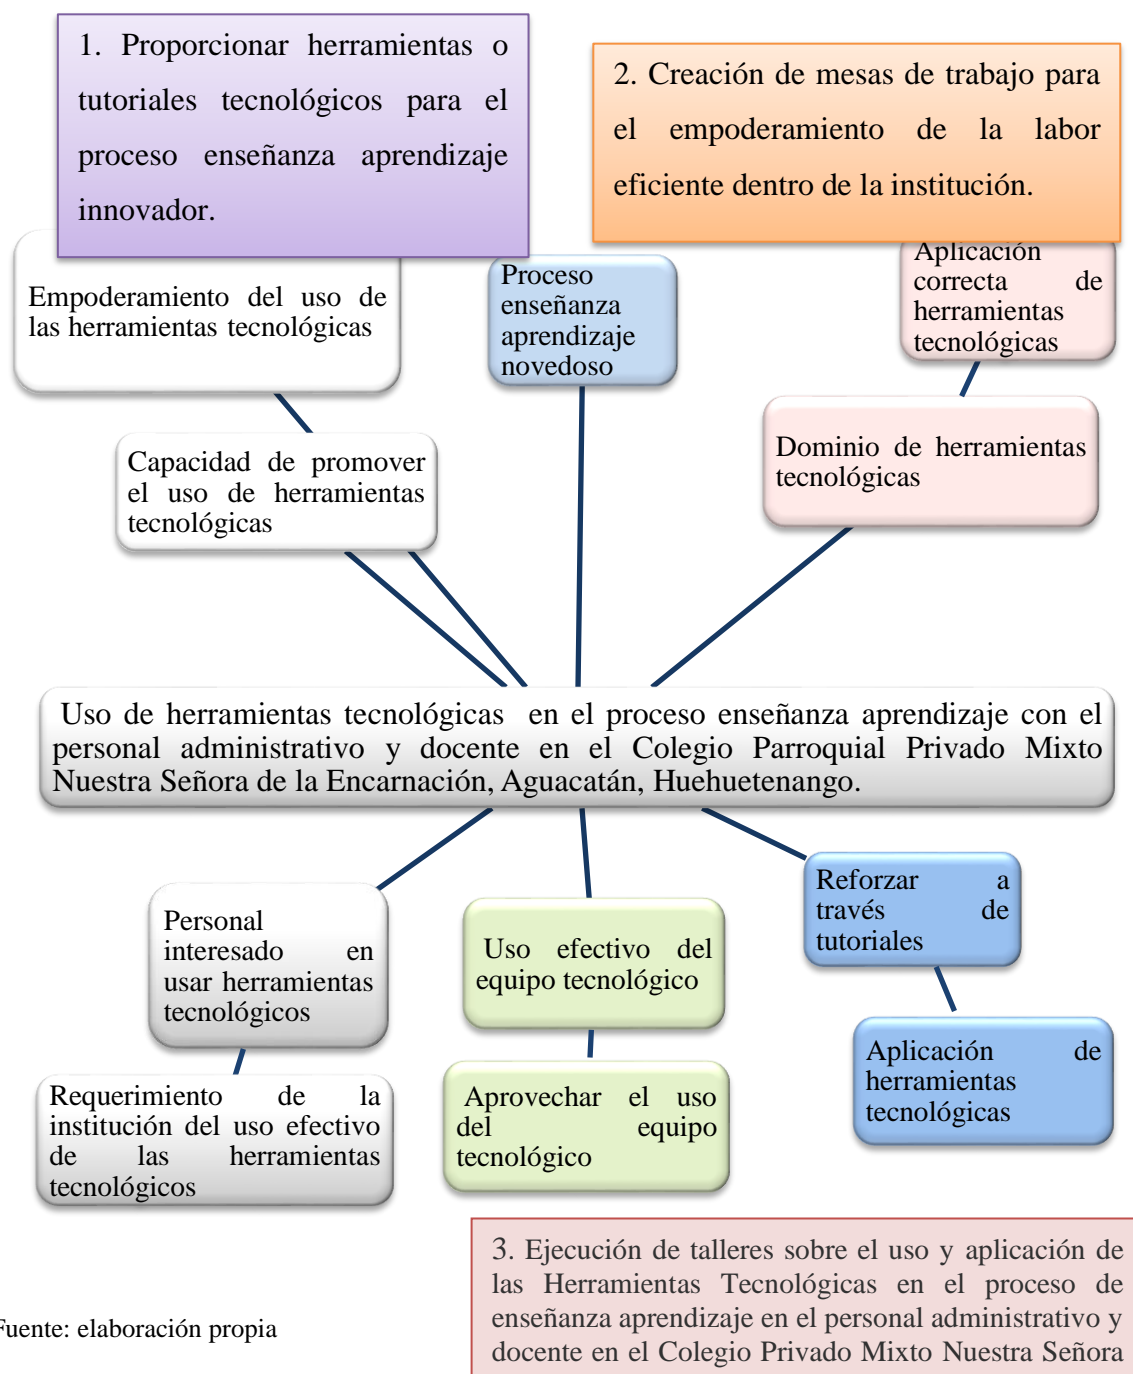 1. Proporcionar herramientas o
tutoriales tecnológicos para el
proceso enseñanza aprendizaje
innovador.
2. Creación de mesas de trabajo para
el empoderamiento de la labor
eficiente dentro de la institución.
Empoderamiento del uso de
las herramientas tecnológicas
Proceso
enseñanza
aprendizaje
novedoso
Aplicación
correcta de
herramientas
tecnológicas
Capacidad de promover
el uso de herramientas
tecnológicas
Dominio de herramientas
tecnológicas
Uso de herramientas tecnológicas en el proceso enseñanza aprendizaje con el
personal administrativo y docente en el Colegio Parroquial Privado Mixto
Nuestra Señora de la Encarnación, Aguacatán, Huehuetenango.
Personal
interesado en
usar herramientas
tecnológicos
Uso efectivo del
equipo tecnológico
Reforzar a
través de
tutoriales
Requerimiento de la
institución del uso efectivo
de las herramientas
tecnológicos
Aprovechar el uso
del equipo
tecnológico
Aplicación de
herramientas
tecnológicas
3. Ejecución de talleres sobre el uso y aplicación de
las Herramientas Tecnológicas en el proceso de
enseñanza aprendizaje en el personal administrativo y
docente en el Colegio Privado Mixto Nuestra Señora
Fuente: elaboración propia